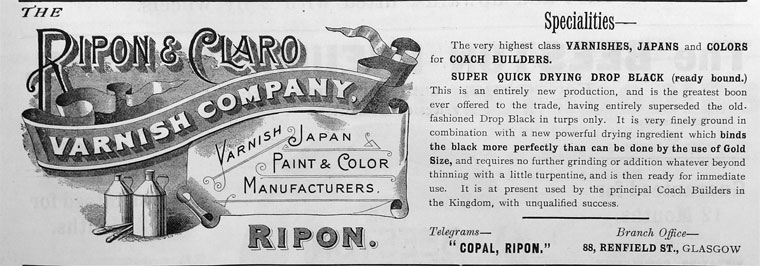 THE
RIPON & CLARO
VARNISH COMPANY.
VARNISH JAPAN
PAINT & COLOR
MANUFACTURERS.
RIPON.
Specialities—
The very highest class VARNISHES, JAPANS and COLORS
for COACH BUILDERS.
SUPER QUICK DRYING DROP BLACK (ready bound.)
This is an entirely new production, and is the greatest boon
ever offered to the trade, having entirely superseded the old-
fashioned Drop Black in turps only. It is very finely ground in
combination with a new powerful drying ingredient which binds
the black more perfectly than can be done by the use of Gold
Size, and requires no further grinding or addition whatever beyond
thinning with a little turpentine, and is then ready for immediate
use. It is at present used by the principal Coach Builders in
the Kingdom, with unqualified success.
Telegrams—
"COPAL, RIPON."
Branch Office—
88, RENFIELD ST., GLASGOW